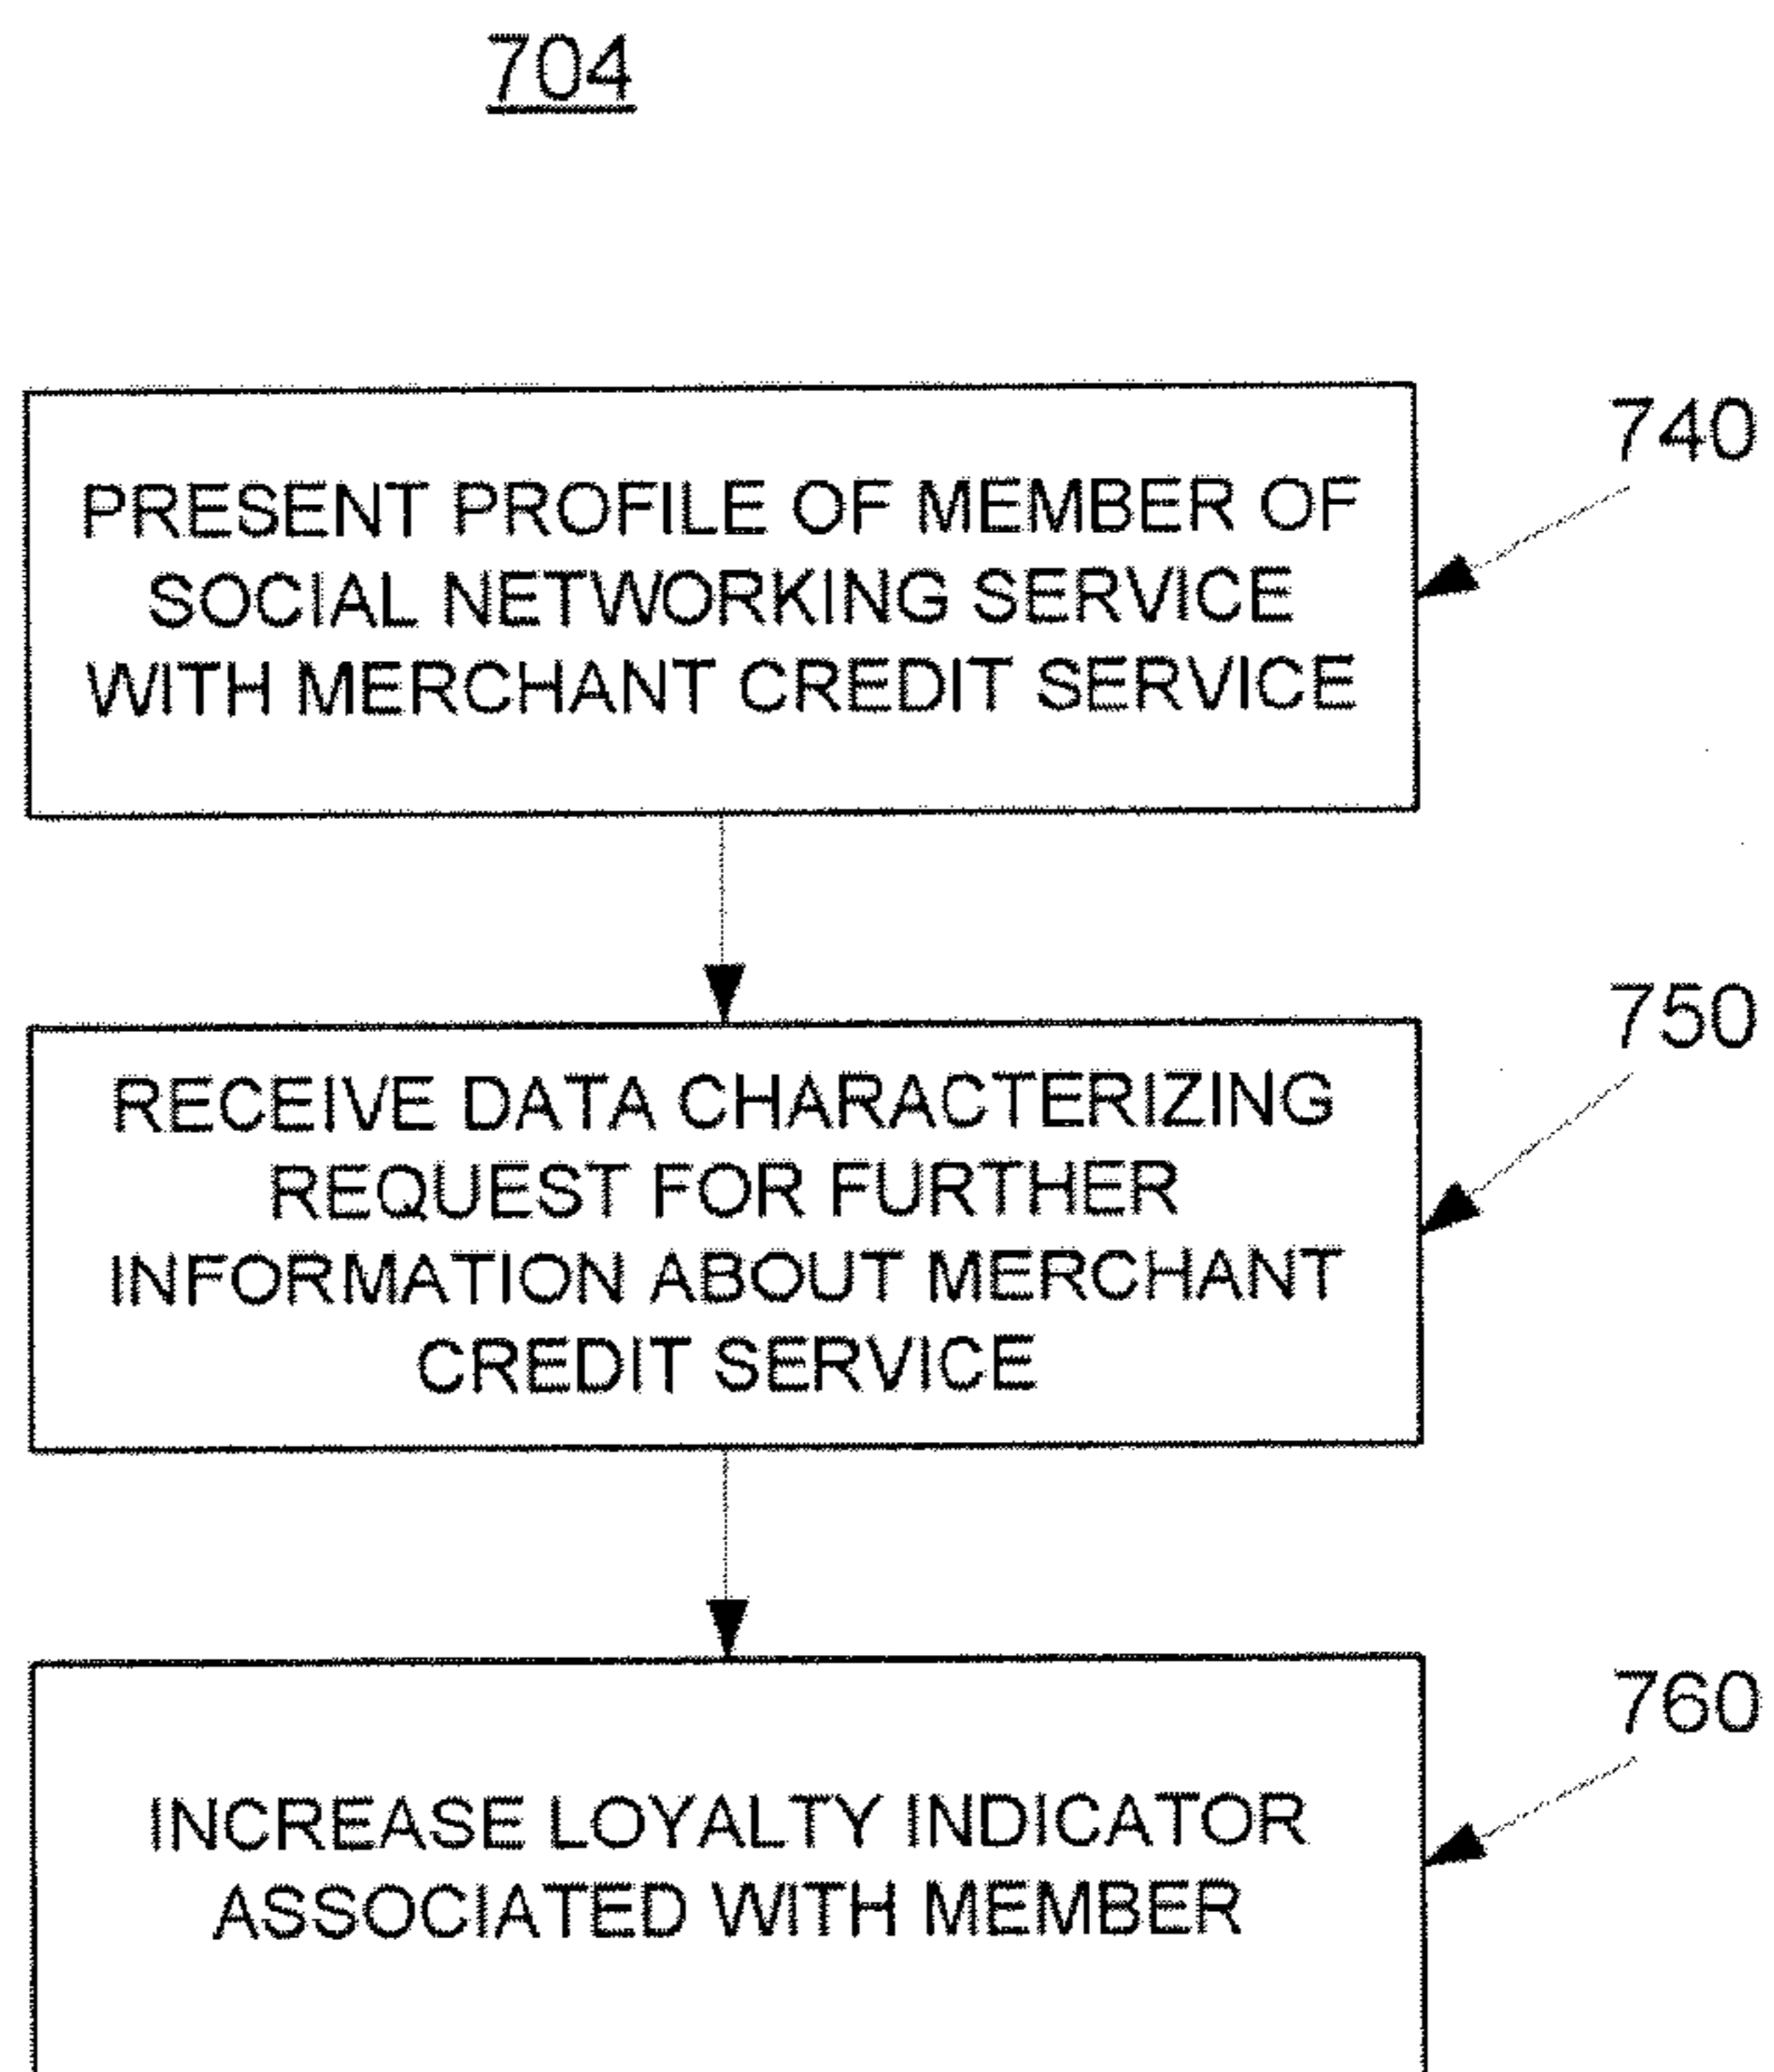 704
740
PRESENT PROFILE OF MEMBER OF
SOCIAL NETWORKING SERVICE
WITH MERCHANT CREDIT SERVICE
750
RECEIVE DATA CHARACTERIZING
REQUEST FOR FURTHER
INFORMATION ABOUT MERCHANT
CREDIT SERVICE
760
INCREASE LOYALTY INDICATOR
ASSOCIATED WITH MEMBER